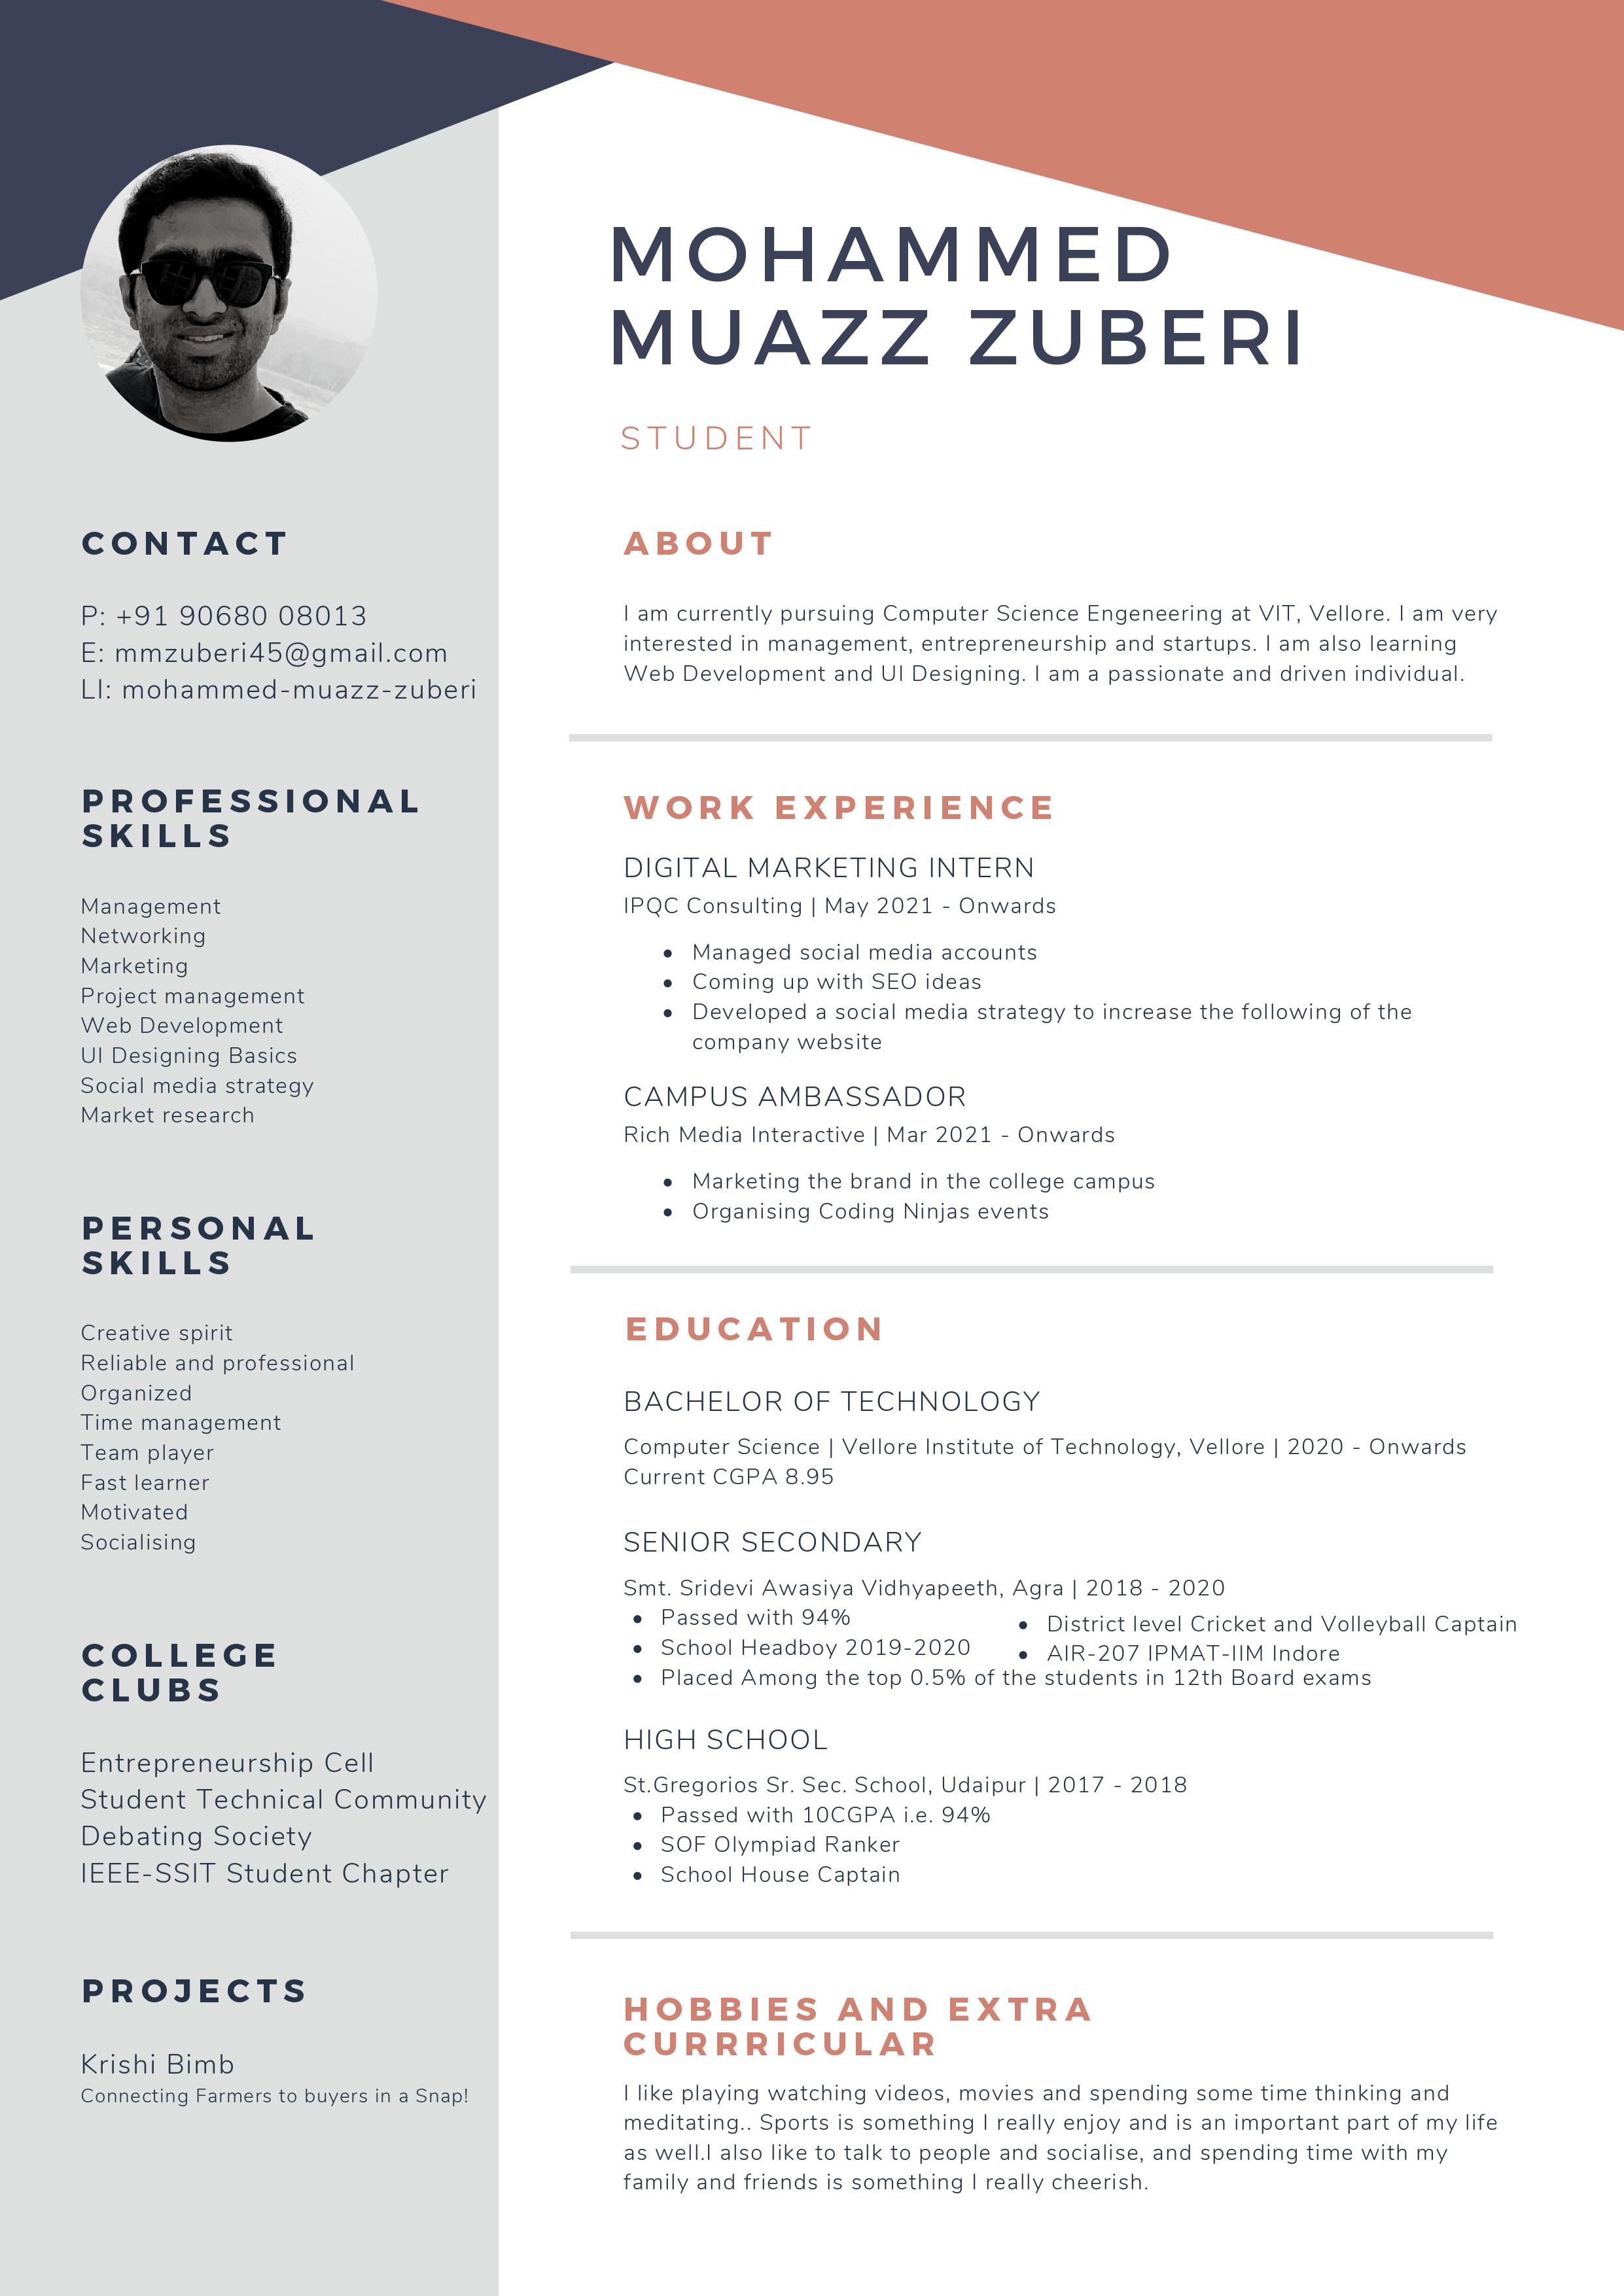 MOHAMMED
MUAZZ ZUBERI
STUDENT
CONTACT
P: +91 90680 08013
E: mmzuberi45@gmail.com
LI: mohammed-muazz-zuberi
PROFESSIONAL
SKILLS
Management
Networking
Marketing
Project management
Web Development
UI Designing Basics
Social media strategy
Market research
PERSONAL
SKILLS
Creative spirit
Reliable and professional
Organized
Time management
Team player
Fast learner
Motivated
Socialising
COLLEGE
CLUBS
Entrepreneurship Cell
Student Technical Community
Debating Society
IEEE-SSIT Student Chapter
PROJECTS
Krishi Bimb
Connecting Farmers to buyers in a Snap!
ABOUT
I am currently pursuing Computer Science Engeneering at VIT, Vellore. I am very
interested in management, entrepreneurship and startups. I am also learning
Web Development and UI Designing. I am a passionate and driven individual.
WORK EXPERIENCE
DIGITAL MARKETING INTERN
IPQC Consulting | May 2021 - Onwards
• Managed social media accounts
• Coming up with SEO ideas
• Developed a social media strategy to increase the following of the
company website
CAMPUS AMBASSADOR
Rich Media Interactive | Mar 2021 - Onwards
• Marketing the brand in the college campus
• Organising Coding Ninjas events
EDUCATION
BACHELOR OF TECHNOLOGY
Computer Science | Vellore Institute of Technology, Vellore | 2020 - Onwards
Current CGPA 8.95
SENIOR SECONDARY
Smt. Sridevi Awasiya Vidhyapeeth, Agra | 2018 - 2020
• Passed with 94%
• School Headboy 2019-2020
• Placed Among the top 0.5% of the students in 12th Board exams
• District level Cricket and Volleyball Captain
• AIR-207 IPMAT-IIM Indore
HIGH SCHOOL
St.Gregorios Sr. Sec. School, Udaipur | 2017 - 2018
• Passed with 10CGPA i.e. 94%
• SOF Olympiad Ranker
• School House Captain
HOBBIES AND EXTRA
CURRRICULAR
I like playing watching videos, movies and spending some time thinking and
meditating.. Sports is something I really enjoy and is an important part of my life
as well.I also like to talk to people and socialise, and spending time with my
family and friends is something I really cheerish.